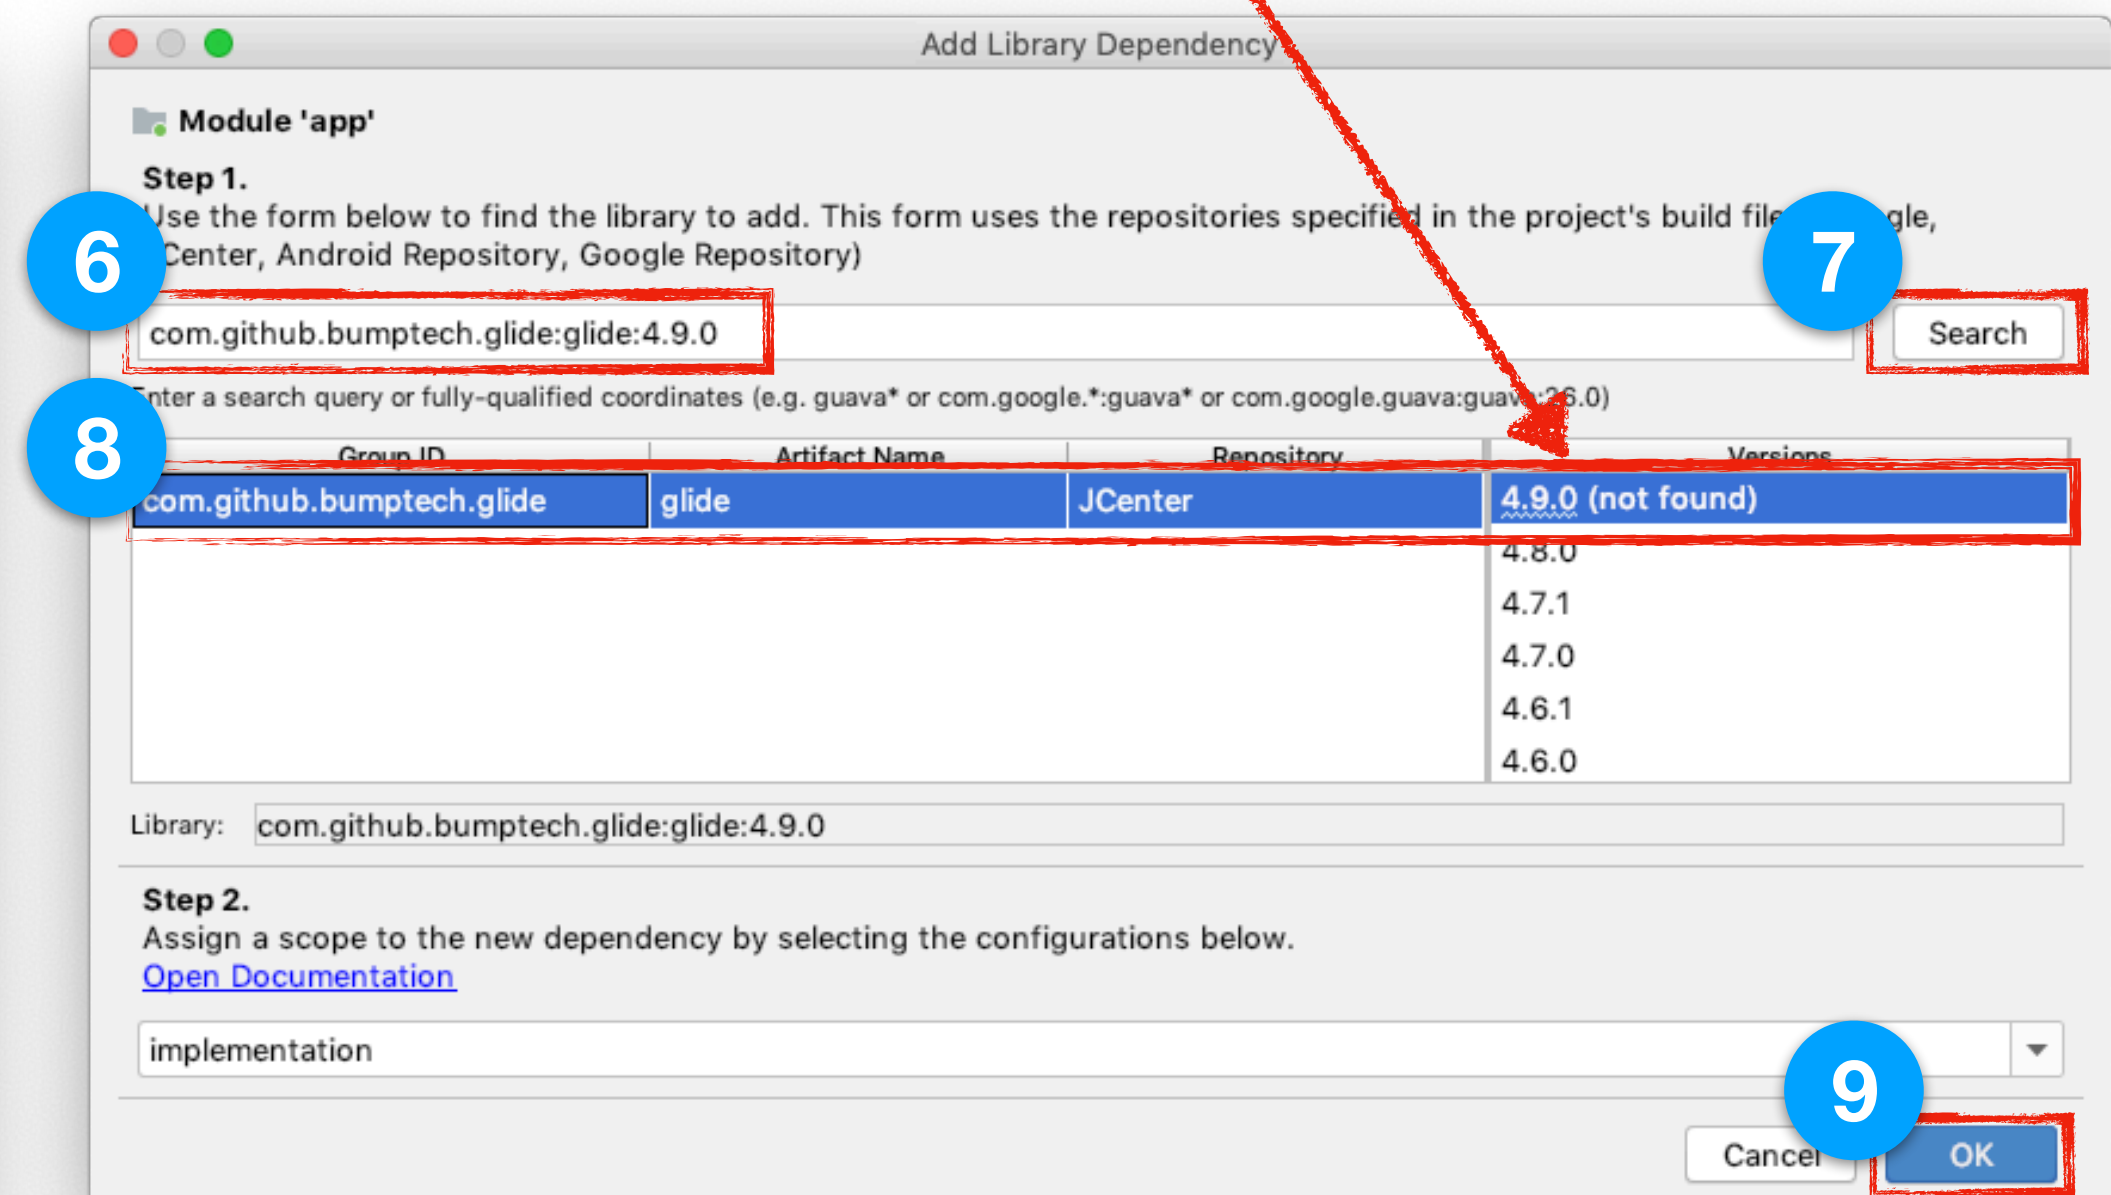 Add Library Dependency
Module 'app'
Step 1.
Use the form below to find the library to add. This form uses the repositories specified in the project's build
Center, Android Repository, Google Repository)
6
7
com.github.bumptech.glide:glide:4.9.0
Search
Enter a search query or fully-qualified coordinates (e.g. guava* or com.google.*:guava* or com.google.guava:guava:26.0)
8
Group ID Artifact Name Repository Versions
com.github.bumptech.glide glide JCenter 4.9.0 (not found)
4.8.0
4.7.1
4.7.0
4.6.1
4.6.0
Library: com.github.bumptech.glide:glide:4.9.0
Step 2.
Assign a scope to the new dependency by selecting the configurations below.
Open Documentation
implementation
9
Cancel OK